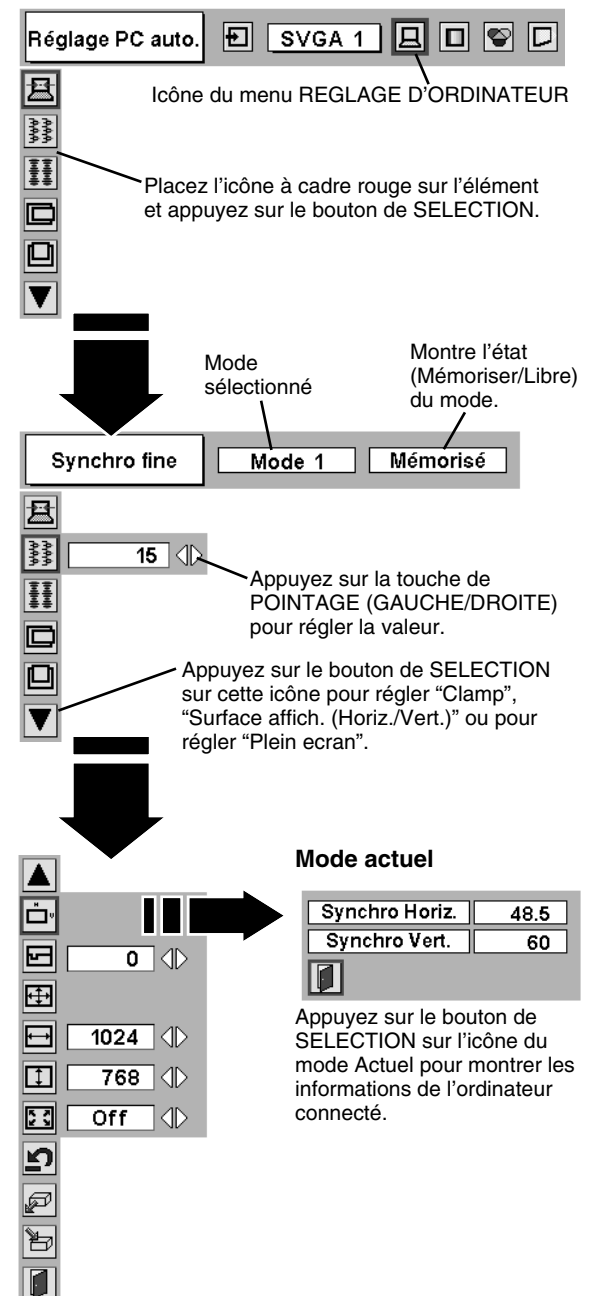 Réglage PC auto.
SVGA 1
Icône du menu REGLAGE D'ORDINATEUR
Placez l'icône à cadre rouge sur l'élément
et appuyez sur le bouton de SELECTION.
Mode
sélectionné
Montre l'état
(Mémoriser/Libre)
du mode.
Synchro fine
Mode 1
Mémorisé
15
Appuyez sur la touche de
POINTAGE (GAUCHE/DROITE)
pour régler la valeur.
Appuyez sur le bouton de SELECTION
sur cette icône pour régler “Clamp”,
“Surface affich. (Horiz./Vert.)” ou pour
régler “Plein ecran”.
Mode actuel
H
V
Synchro Horiz. 48.5
Synchro Vert. 60
0
1024
768
Off
Appuyez sur le bouton de
SELECTION sur l'icône du
mode Actuel pour montrer les
informations de l'ordinateur
connecté.